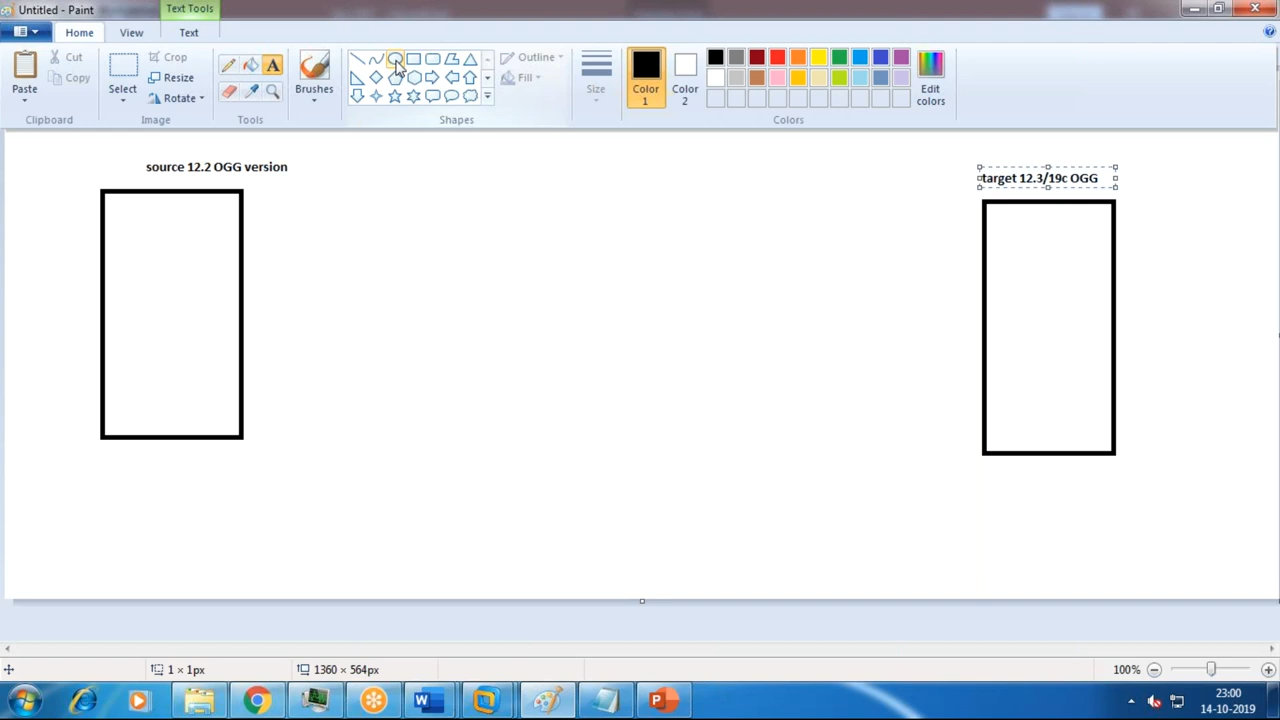 Untitled - Paint
Text Tools
Home
View
Text
Paste
Cut
Copy
Clipboard
Select
Crop
Resize
Rotate
Image
A
Tools
Brushes
Outline
Fill
Shapes
Size
Color
1
Color
2
Edit
colors
Colors
source 12.2 OGG version
target 12.3/19c OGG
1 × 1px
1360 × 564px
100%
23:00
14-10-2019